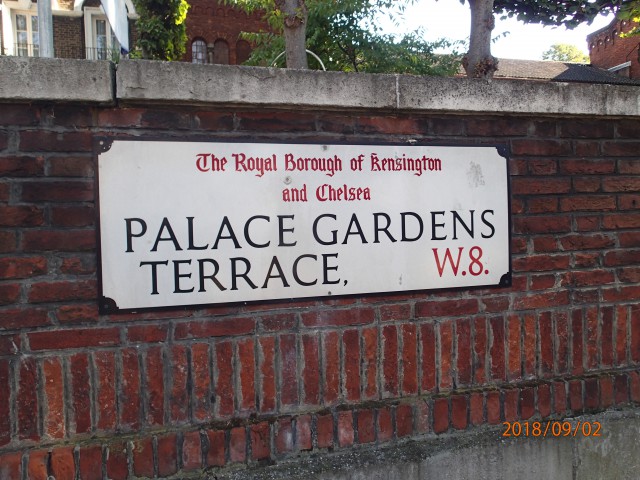 The Royal Borough of Kensington
and Chelsea
PALACE GARDENS
TERRACE, W.8.
2018/09/02